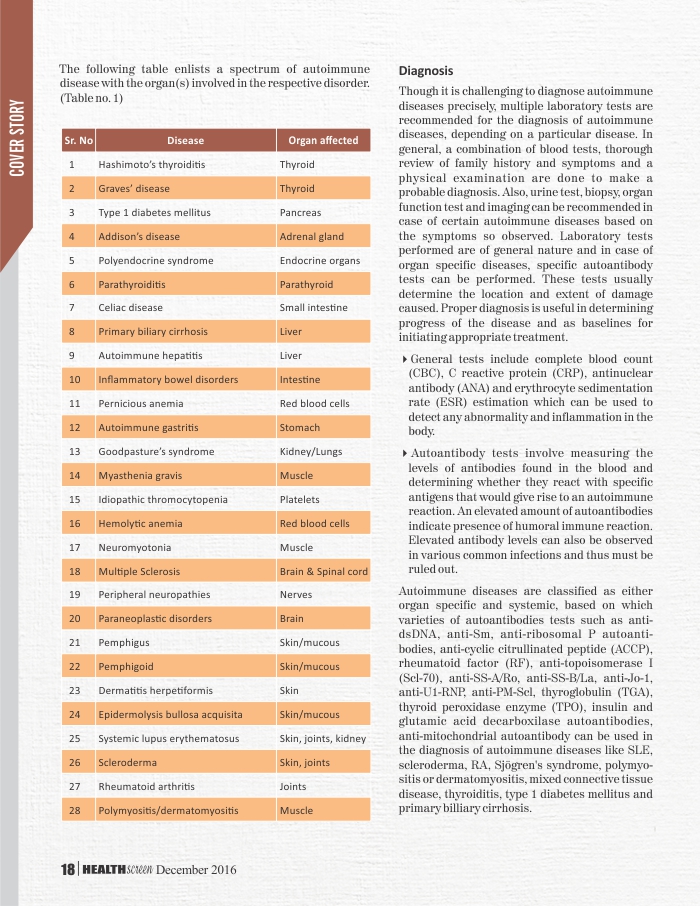 COVER STORY
The following table enlists a spectrum of autoimmune
disease with the organ(s) involved in the respective disorder.
(Table no. 1)
Sr. No Disease Organ affected
1 Hashimoto's thyroiditis Thyroid
2 Graves' disease Thyroid
3 Type 1 diabetes mellitus Pancreas
4 Addison's disease Adrenal gland
5 Polyendocrine syndrome Endocrine organs
6 Parathyroiditis Parathyroid
7 Celiac disease Small intestine
8 Primary biliary cirrhosis Liver
9 Autoimmune hepatitis Liver
10 Inflammatory bowel disorders Intestine
11 Pernicious anemia Red blood cells
12 Autoimmune gastritis Stomach
13 Goodpasture's syndrome Kidney/Lungs
14 Myasthenia gravis Muscle
15 Idiopathic thromocytopenia Platelets
16 Hemolytic anemia Red blood cells
17 Neuromyotonia Muscle
18 Multiple Sclerosis Brain & Spinal cord
19 Peripheral neuropathies Nerves
20 Paraneoplastic disorders Brain
21 Pemphigus Skin/mucous
22 Pemphigoid Skin/mucous
23 Dermatitis herpetiformis Skin
24 Epidermolysis bullosa acquisita Skin/mucous
25 Systemic lupus erythematosus Skin, joints, kidney
26 Scleroderma Skin, joints
27 Rheumatoid arthritis Joints
28 Polymyositis/dermatomyositis Muscle
Diagnosis
Though it is challenging to diagnose autoimmune
diseases precisely, multiple laboratory tests are
recommended for the diagnosis of autoimmune
diseases, depending on a particular disease. In
general, a combination of blood tests, thorough
review of family history and symptoms and a
physical examination are done to make a
probable diagnosis. Also, urine test, biopsy, organ
function test and imaging can be recommended in
case of certain autoimmune diseases based on
the symptoms so observed. Laboratory tests
performed are of general nature and in case of
organ specific diseases, specific autoantibody
tests can be performed. These tests usually
determine the location and extent of damage
caused. Proper diagnosis is useful in determining
progress of the disease and as baselines for
initiating appropriate treatment.
General tests include complete blood count
(CBC), C reactive protein (CRP), antinuclear
antibody (ANA) and erythrocyte sedimentation
rate (ESR) estimation which can be used to
detect any abnormality and inflammation in the
body.
Autoantibody tests involve measuring the
levels of antibodies found in the blood and
determining whether they react with specific
antigens that would give rise to an autoimmune
reaction. An elevated amount of autoantibodies
indicate presence of humoral immune reaction.
Elevated antibody levels can also be observed
in various common infections and thus must be
ruled out.
Autoimmune diseases are classified as either
organ specific and systemic, based on which
varieties of autoantibodies tests such as anti-
dsDNA, anti-Sm, anti-ribosomal P autoanti-
bodies, anti-cyclic citrullinated peptide (ACCP),
rheumatoid factor (RF), anti-topoisomerase I
(Scl-70), anti-SS-A/Ro, anti-SS-B/La, anti-Jo-1,
anti-U1-RNP, anti-PM-Scl, thyroglobulin (TGA),
thyroid peroxidase enzyme (TPO), insulin and
glutamic acid decarboxilase autoantibodies,
anti-mitochondrial autoantibody can be used in
the diagnosis of autoimmune diseases like SLE,
scleroderma, RA, Sjögren's syndrome, polymyo-
sitis or dermatomyositis, mixed connective tissue
disease, thyroiditis, type 1 diabetes mellitus and
primary billiary cirrhosis.
18 HEALTHscreen December 2016